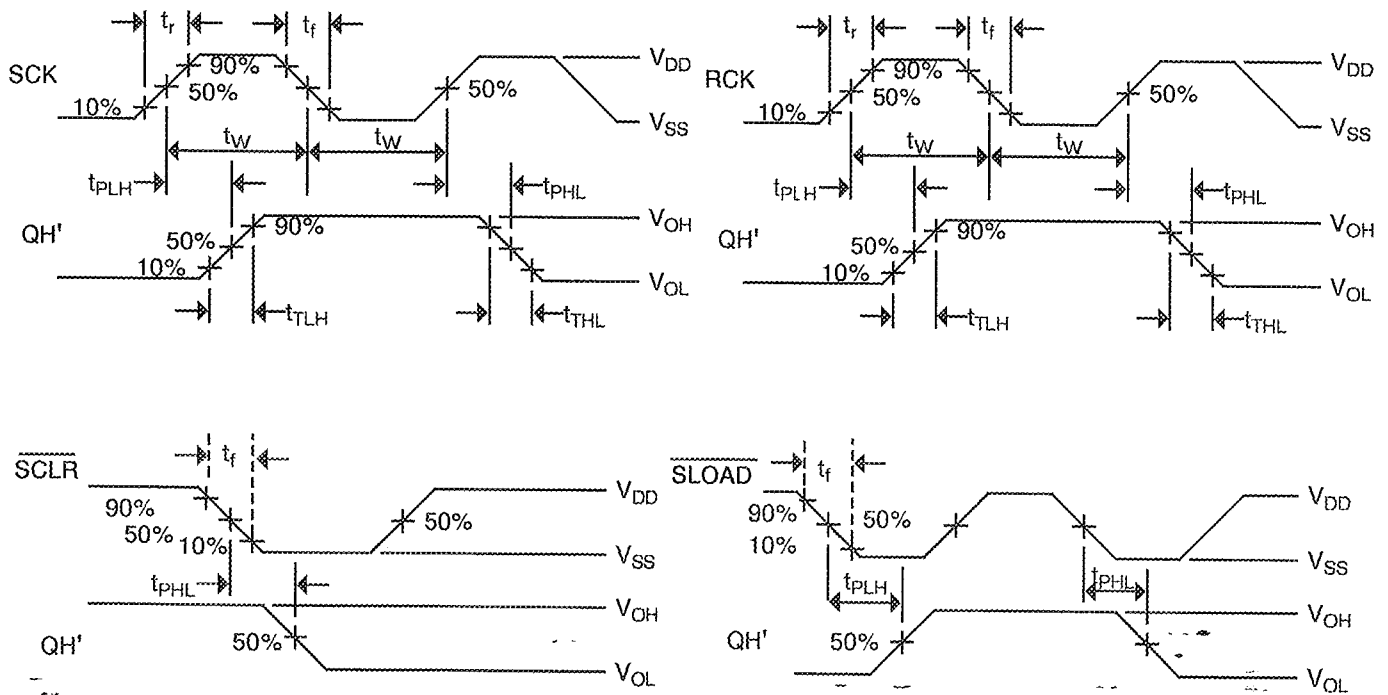 tr tf
SCK 90% VDD
50% 50%
10% VSS
tW tW
tPLH tPHL
QH' 90% VOH
50%
10% VOL
tTLH tTHL
tr tf
RCK 90% VDD
50% 50%
10% VSS
tW tW
tPLH tPHL
QH' 90% VOH
50%
10% VOL
tTLH tTHL
SCLR tf
VDD
90%
50% 50%
10%
VSS
tPHL
VOH
QH' 50%
VOL
SLOAD tf
VDD
90% 50%
10%
VSS
tPLH tPHL
VOH
QH' 50%
VOL